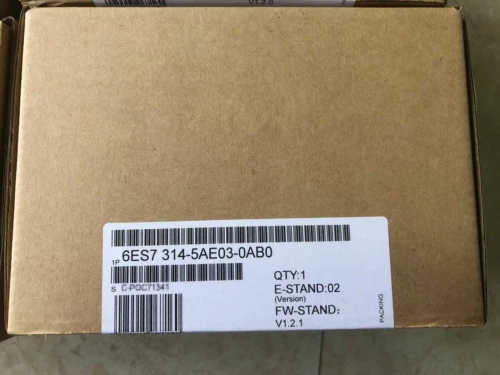 1P 6ES7 314-5AE03-0AB0
S C-POC71341
QTY:1
E-STAND:02
(Version)
FW-STAND:
V1.2.1
PACKING